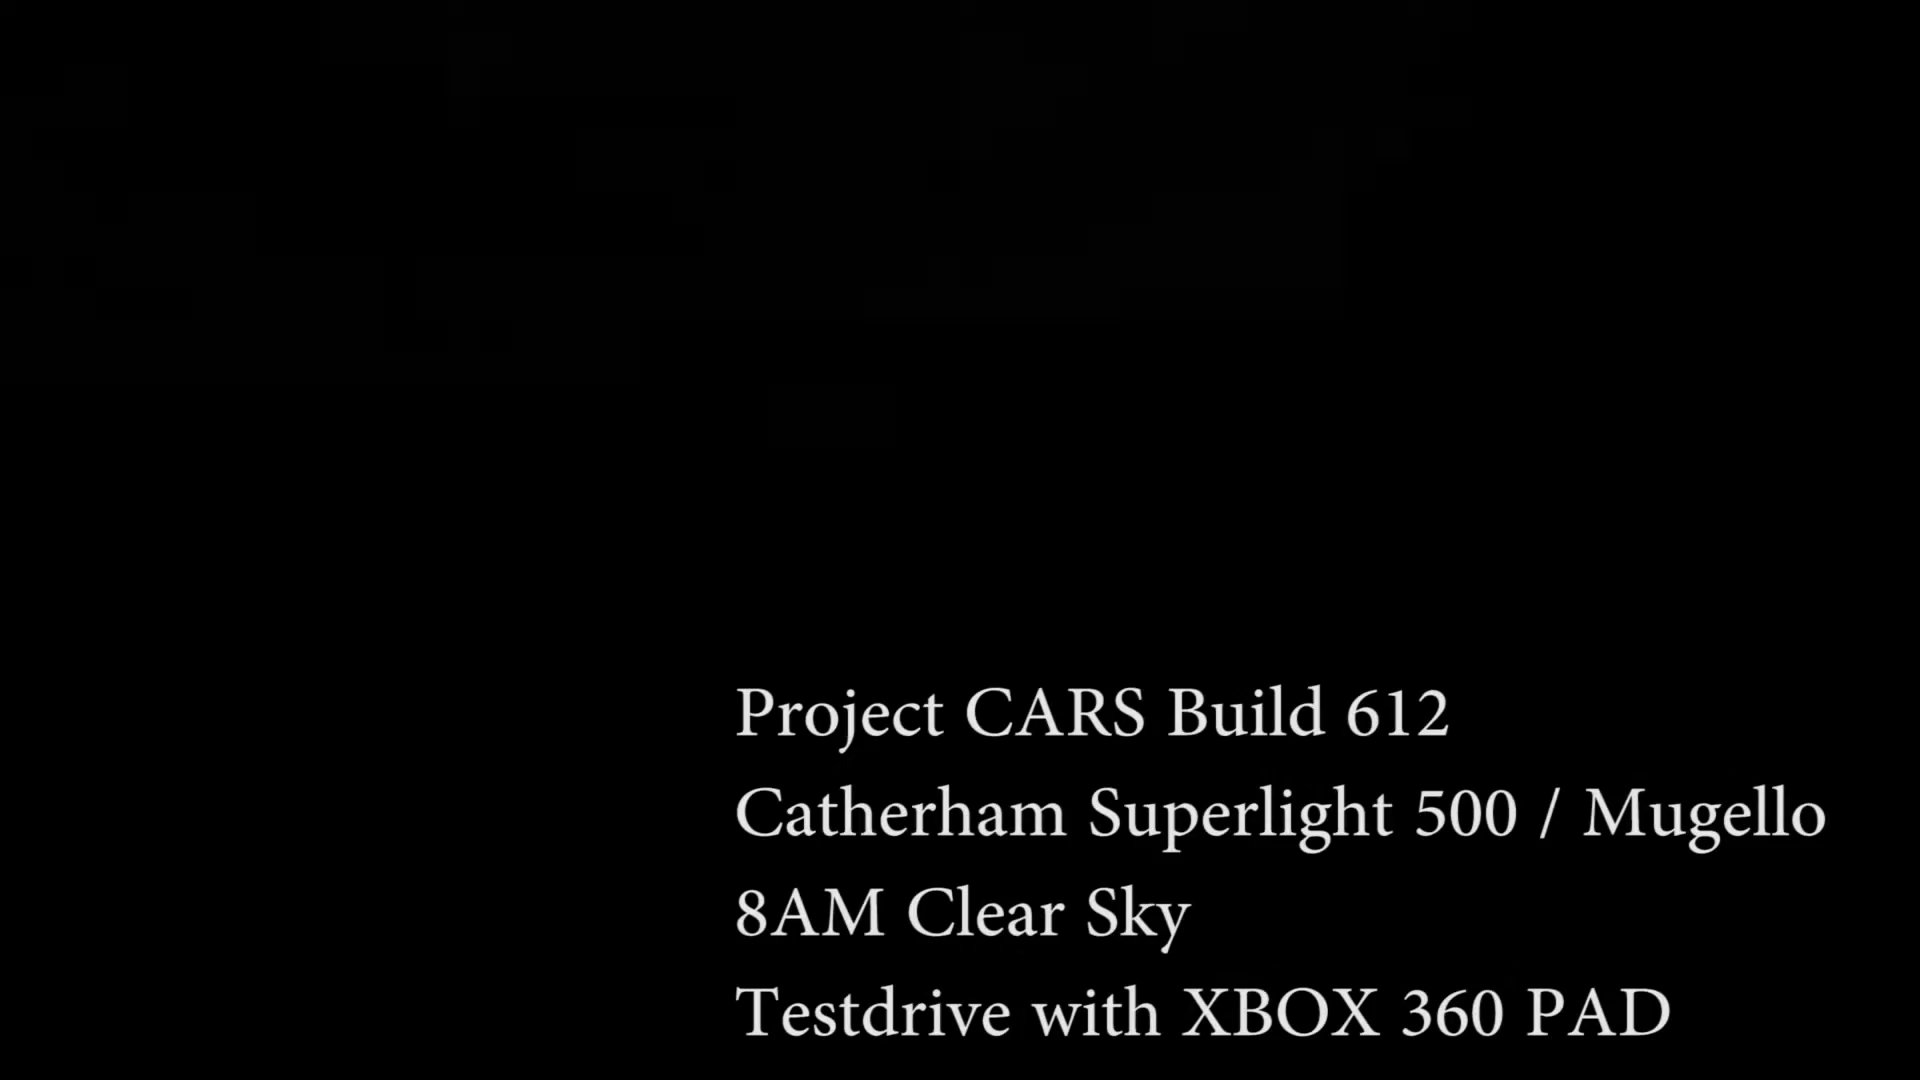 Project CARS Build 612
Catherham Superlight 500 / Mugello
8AM Clear Sky
Testdrive with XBOX 360 PAD